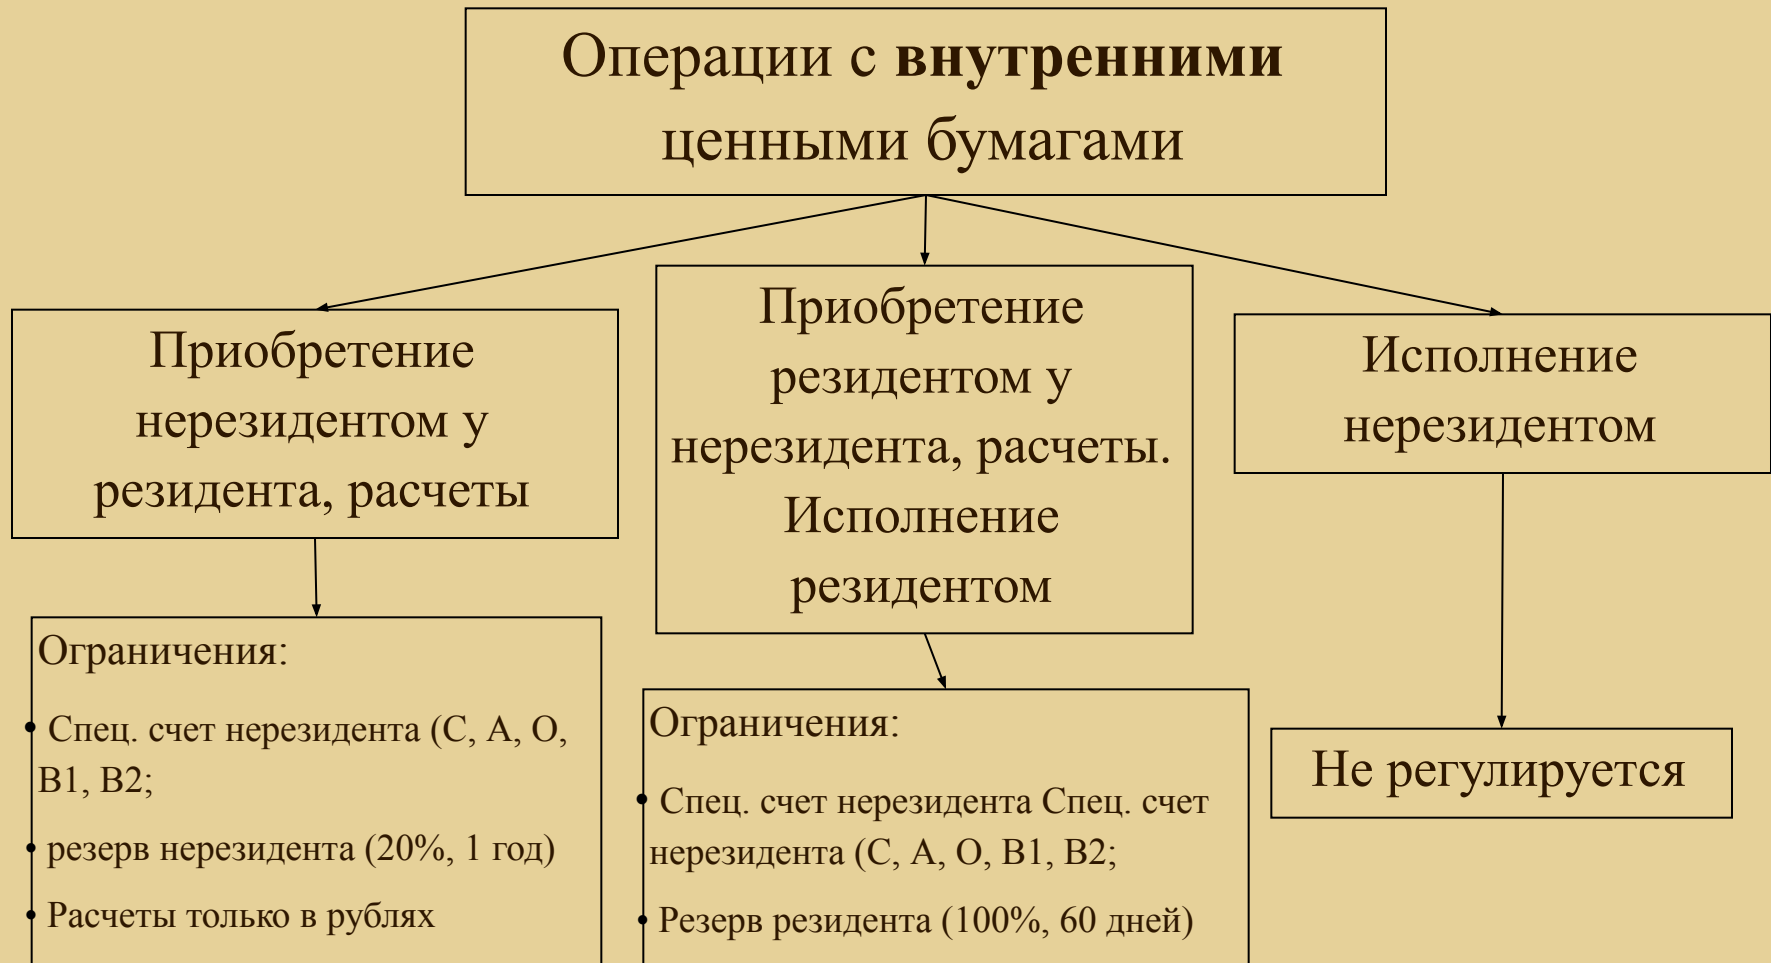 Операции с внутренними
ценными бумагами
Приобретение
нерезидентом у
резидента, расчеты
Приобретение
резидентом у
нерезидента, расчеты.
Исполнение
резидентом
Исполнение
нерезидентом
Ограничения:
• Спец. счет нерезидента (С, А, О,
В1, В2;
• резерв нерезидента (20%, 1 год)
• Расчеты только в рублях
Ограничения:
• Спец. счет нерезидента Спец. счет
нерезидента (С, А, О, В1, В2;
• Резерв резидента (100%, 60 дней)
Не регулируется